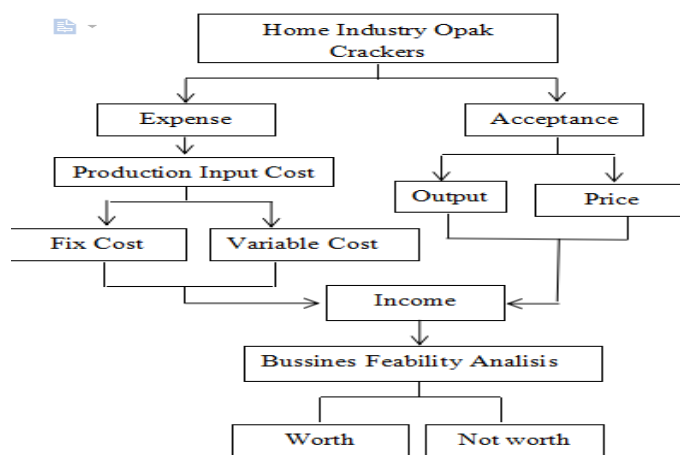 Home Industry Opak
Crackers
Expense
Acceptance
Production Input Cost
Output
Price
Fix Cost
Variable Cost
Income
Bussines Feability Analisis
Worth
Not worth